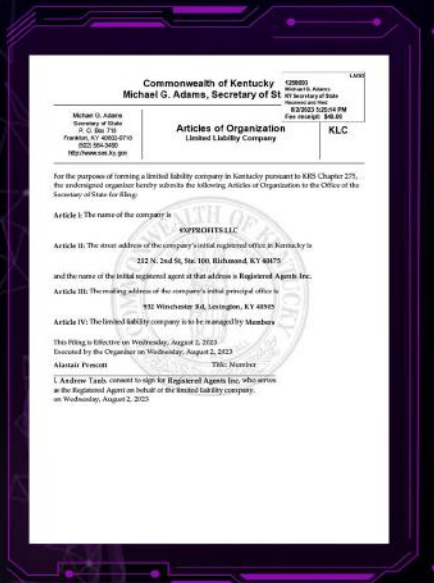 LAOO
Commonwealth of Kentucky
Michael G. Adams, Secretary of St
Michael G. Adams
KY Secretary of State
Received and Filed
8/2/2023 5:25:14 PM
Fee receipt: $40.00
Michael G. Adams
Secretary of State
P. O. Box 718
Frankfort, KY 40602-0718
(502) 564-3490
http://www.sos.ky.gov
Articles of Organization
Limited Liability Company
KLC
For the purposes of forming a limited liability company in Kentucky pursuant to KRS Chapter 275,
the undersigned organizer hereby submits the following Articles of Organization to the Office of the
Secretary of State for filing:
Article I: The name of the company is
Article II: The street address of the company's initial registered office in Kentucky is
212 N. 2nd St, Ste. 100, Richmond, KY 40475
and the name of the initial registered agent at that address is Registered Agents Inc.
Article III: The mailing address of the company's initial principal office is
932 Winchester Rd, Lexington, KY 40505
Article IV: The limited liability company is to be managed by Members
This Filing is Effective on Wednesday, August 2, 2023
Executed by the Organizer on Wednesday, August 2, 2023
Alastair Prescott Title: Member
I, Andrew Taub, consent to sign for Registered Agents Inc, who serves
as the Registered Agent on behalf of the limited liability company.
on Wednesday, August 2, 2023